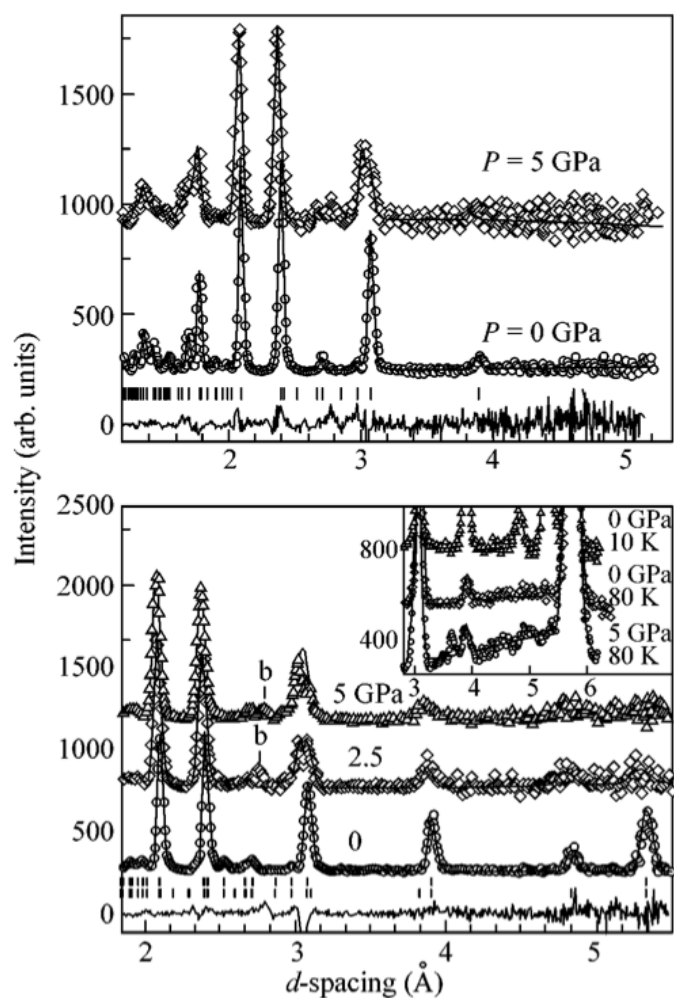 1500
1000
500
0
P = 5 GPa
P = 0 GPa
2 3 4 5
Intensity (arb. units)
2500
2000
1500
1000
500
0
b
5 GPa
b
2.5
0
800
400
0 GPa
10 K
0 GPa
80 K
5 GPa
80 K
3 4 5 6
2 3 4 5
d-spacing (Å)